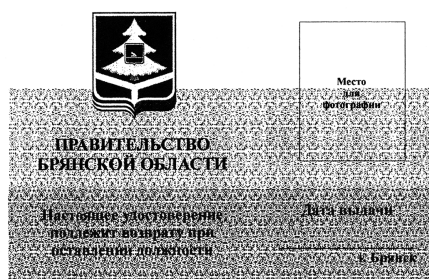 Место
для
фотографии
ПРАВИТЕЛЬСТВО
БРЯНСКОЙ ОБЛАСТИ
Настоящее удостоверение
подлежит возврату при
оставлении должности
Дата выдачи
г. Брянск